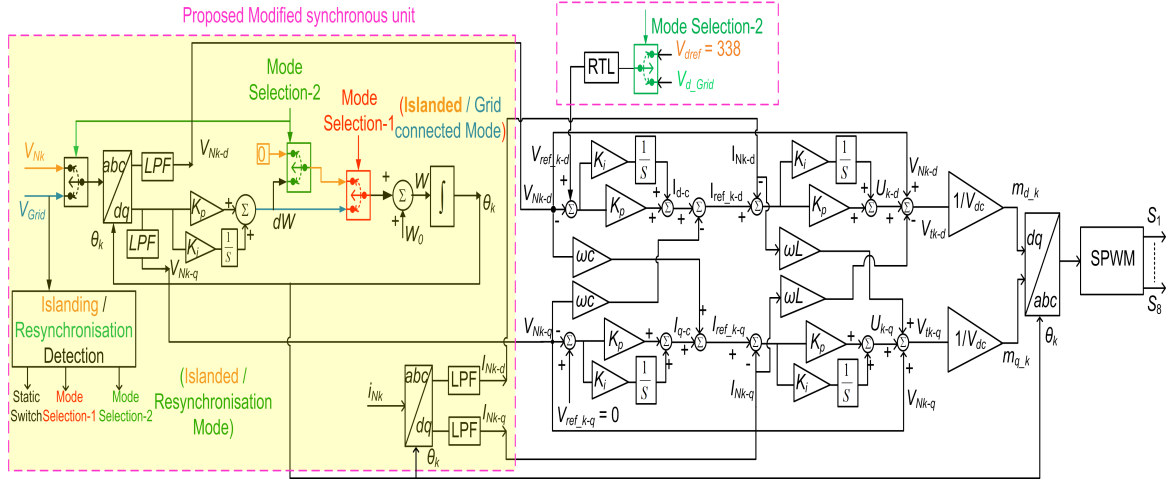 Proposed Modified synchronous unit
Mode Selection-2
V_dref = 338
V_d_Grid
RTL
Mode
Selection-2
Mode
Selection-1
(Islanded / Grid
connected Mode)
V_Nk
V_Grid
abc
dq
LPF
V_Nk-d
0
LPF
V_Nk-q
θ_k
K_p
K_i
1/S
Σ
dW
+
+
Σ
W
+
W_0
∫
θ_k
Islanding /
Resynchronisation
Detection
Static
Switch
Mode
Selection-1
Mode
Selection-2
(Islanded /
Resynchronisation
Mode)
i_Nk
abc
dq
θ_k
LPF
I_Nk-d
LPF
I_Nk-q
V_ref_k-d
V_Nk-d
K_i
1/S
K_p
I_d-c
I_ref_k-d
I_Nk-d
K_i
1/S
K_p
U_k-d
V_Nk-d
V_tk-d
1/V_dc
m_d_k
ωc
ωc
ωL
ωL
V_Nk-q
V_ref_k-q = 0
K_p
K_i
1/S
I_q-c
I_ref_k-q
I_Nk-q
K_p
K_i
1/S
U_k-q
V_Nk-q
V_tk-q
1/V_dc
m_q_k
dq
abc
θ_k
SPWM
S_1
S_8